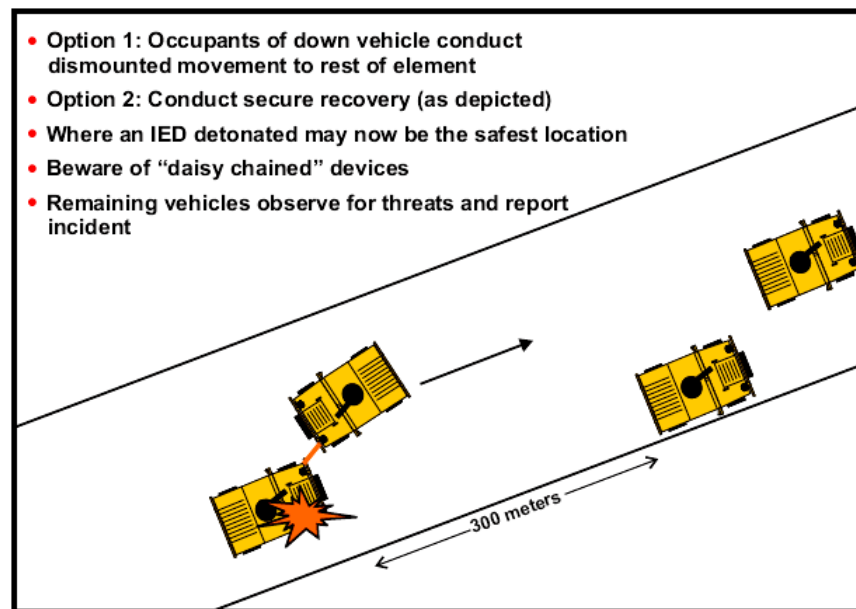 • Option 1: Occupants of down vehicle conduct
dismounted movement to rest of element
• Option 2: Conduct secure recovery (as depicted)
• Where an IED detonated may now be the safest location
• Beware of “daisy chained” devices
• Remaining vehicles observe for threats and report
incident
300 meters